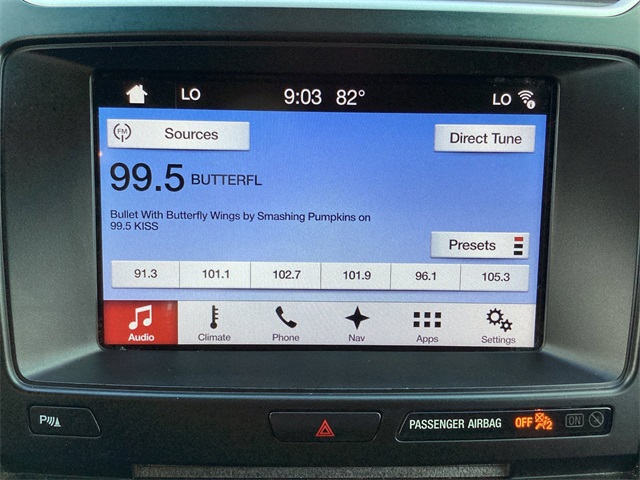 LO 9:03 82° LO
FM Sources Direct Tune
99.5 BUTTERFL
Bullet With Butterfly Wings by Smashing Pumpkins on
99.5 KISS
Presets
91.3 101.1 102.7 101.9 96.1 105.3
Audio Climate Phone Nav Apps Settings
P PASSENGER AIRBAG OFF 2 ON